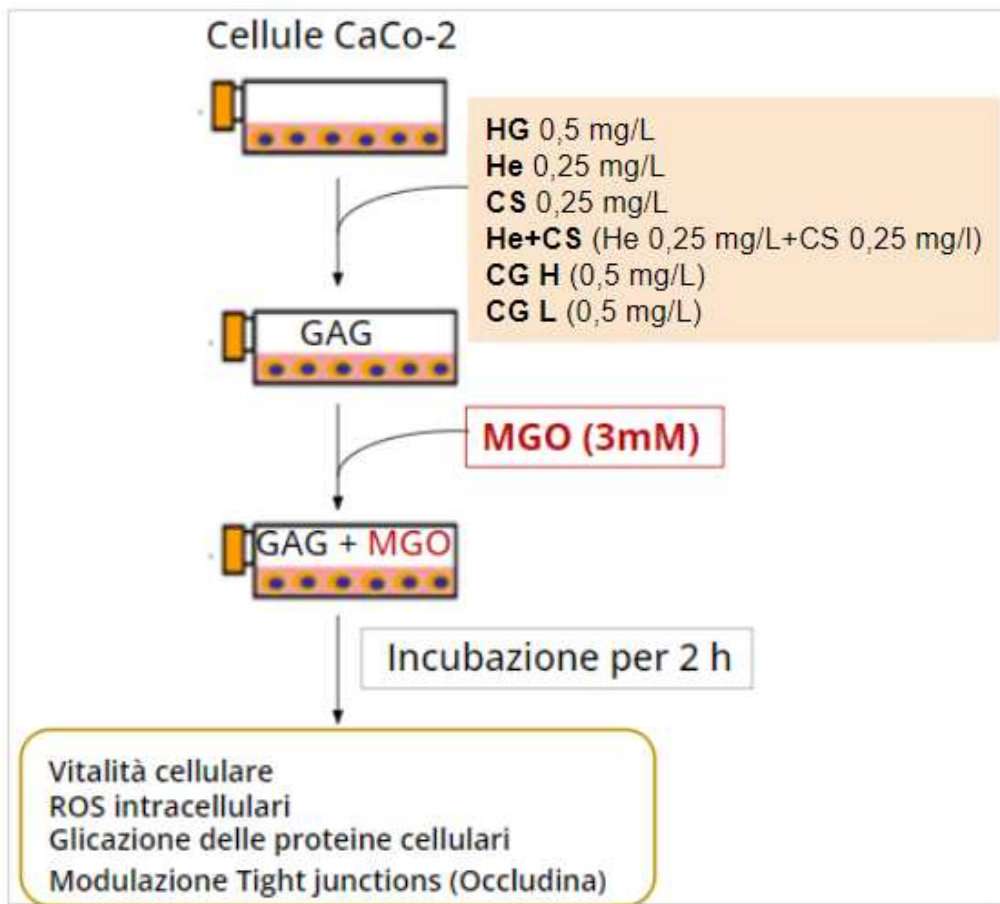 Cellule CaCo-2
HG 0,5 mg/L
He 0,25 mg/L
CS 0,25 mg/L
He+CS (He 0,25 mg/L+CS 0,25 mg/l)
CG H (0,5 mg/L)
CG L (0,5 mg/L)
GAG
MGO (3mM)
GAG + MGO
Incubazione per 2 h
Vitalità cellulare
ROS intracellulari
Glicazione delle proteine cellulari
Modulazione Tight junctions (Occludina)